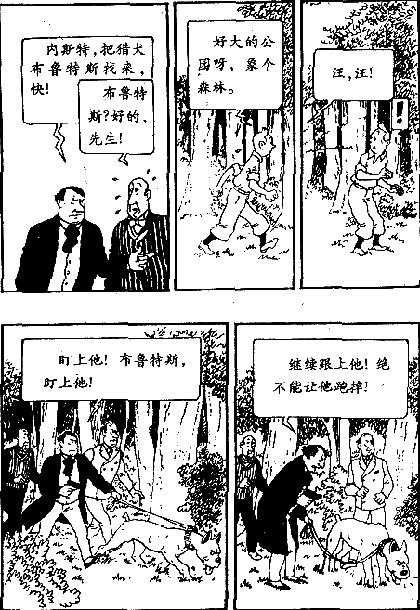 内斯特,把猎犬
布鲁特斯找来,
快!
布鲁特
斯?好的、
先生!
好大的公
园呀、象个
森林。
汪,汪!
盯上他!布鲁特斯,
盯上他!
继续跟上他!绝
不能让他跑掉!